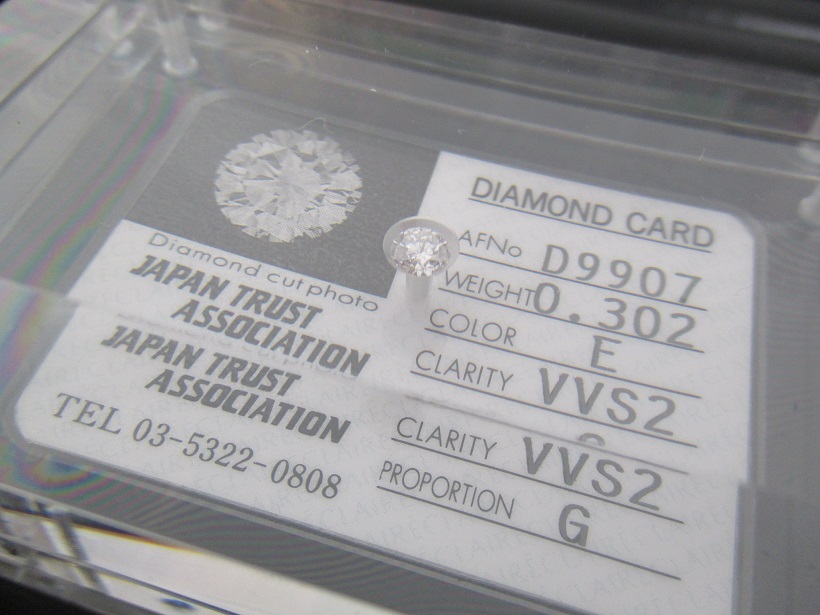 DIAMOND CARD
AFNo D9907
WEIGHT 0.302
COLOR E
CLARITY VVS2
CLARITY VVS2
PROPORTION G
Diamond cut photo
JAPAN TRUST
ASSOCIATION
JAPAN TRUST
ASSOCIATION
TEL 03-5322-0808